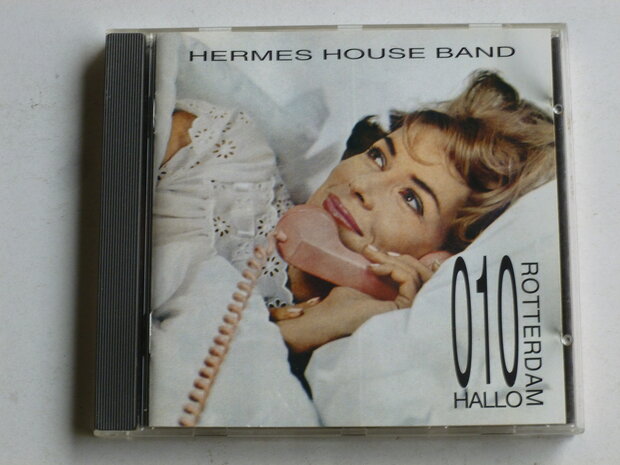 HERMES HOUSE BAND
010
ROTTERDAM
HALLO